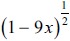 (1 − 9x)^{1/2}